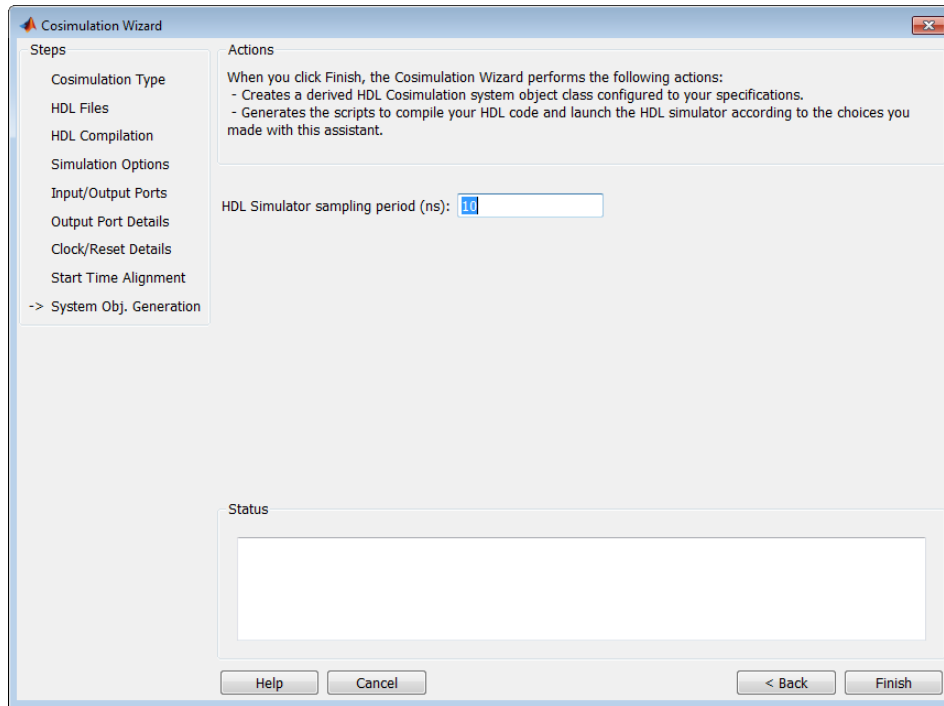 Cosimulation Wizard
Steps
Cosimulation Type
HDL Files
HDL Compilation
Simulation Options
Input/Output Ports
Output Port Details
Clock/Reset Details
Start Time Alignment
-> System Obj. Generation
Actions
When you click Finish, the Cosimulation Wizard performs the following actions:
- Creates a derived HDL Cosimulation system object class configured to your specifications.
- Generates the scripts to compile your HDL code and launch the HDL simulator according to the choices you
made with this assistant.
HDL Simulator sampling period (ns): 10
Status
Help Cancel < Back Finish